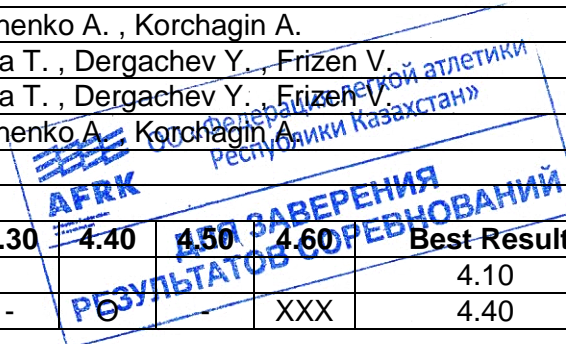 henko A. , Korchagin A.
a T. , Dergachev Y. , Frizen V.
a T. , Dergachev Y. , Frizen V.
henko A. , Korchagin A.
ОО «Федерация легкой атлетики
Республики Казахстан»
AFRK
ДЛЯ ЗАВЕРЕНИЯ
РЕЗУЛЬТАТОВ СОРЕВНОВАНИЙ
.30 4.40 4.50 4.60 Best Result
4.10
- O - XXX 4.40